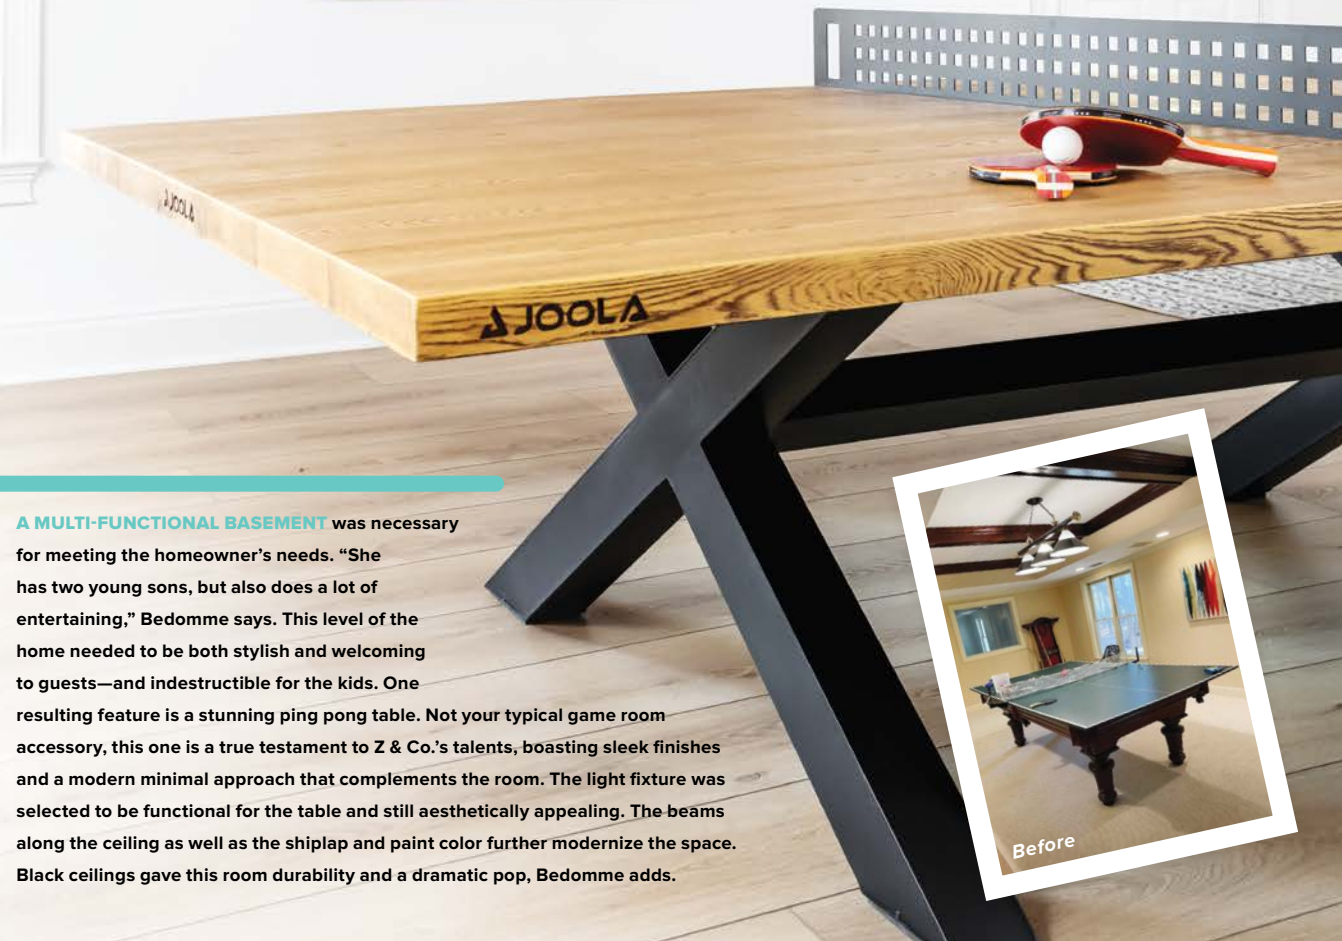 JOOLA
JOOLA
A MULTI-FUNCTIONAL BASEMENT was necessary
for meeting the homeowner’s needs. “She
has two young sons, but also does a lot of
entertaining,” Bedomme says. This level of the
home needed to be both stylish and welcoming
to guests—and indestructible for the kids. One
resulting feature is a stunning ping pong table. Not your typical game room
accessory, this one is a true testament to Z & Co.’s talents, boasting sleek finishes
and a modern minimal approach that complements the room. The light fixture was
selected to be functional for the table and still aesthetically appealing. The beams
along the ceiling as well as the shiplap and paint color further modernize the space.
Black ceilings gave this room durability and a dramatic pop, Bedomme adds.
Before